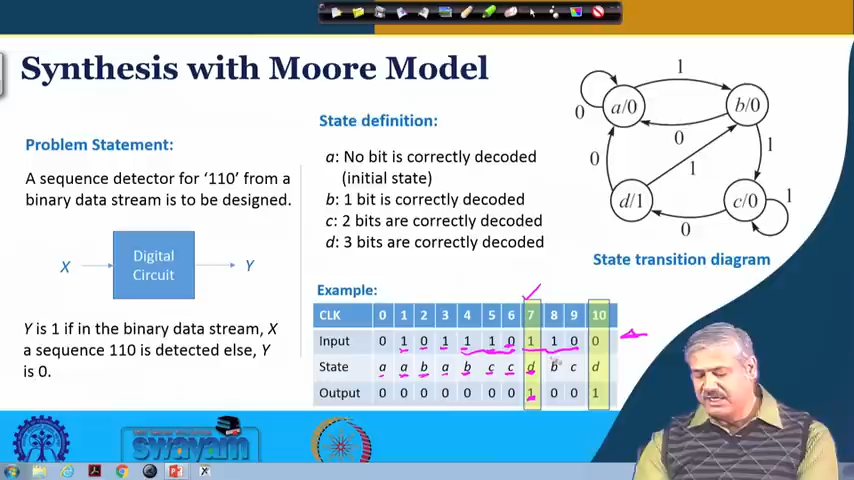 Synthesis with Moore Model
Problem Statement:
A sequence detector for '110' from a
binary data stream is to be designed.
X
Digital
Circuit
Y
Y is 1 if in the binary data stream, X
a sequence 110 is detected else, Y
is 0.
State definition:
a: No bit is correctly decoded
(initial state)
b: 1 bit is correctly decoded
c: 2 bits are correctly decoded
d: 3 bits are correctly decoded
Example:
CLK 0 1 2 3 4 5 6 7 8 9 10
Input 0 1 0 1 1 1 0 1 1 0 0
State a a b a b c c d b c d
Output 0 0 0 0 0 0 0 1 0 0 1
1
a/0 b/0
0
0
0 1
1
d/1 c/0 1
0
State transition diagram
swayam